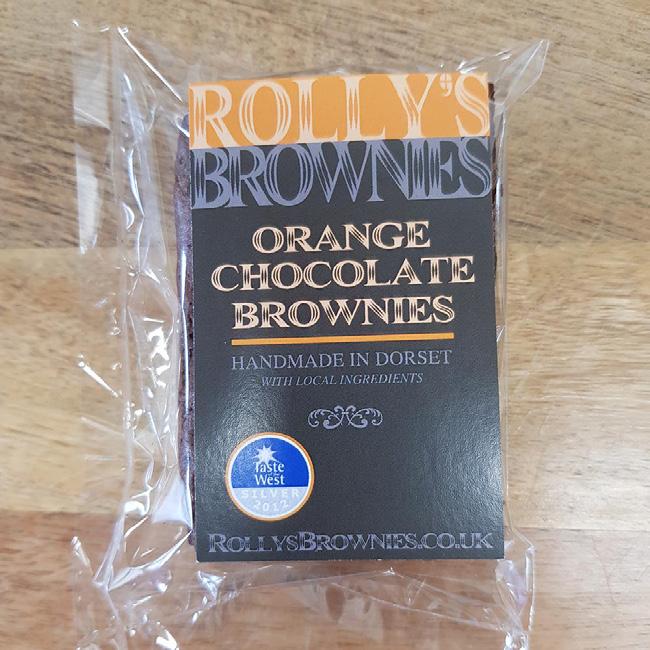 ROLLY'S
BROWNIES
ORANGE
CHOCOLATE
BROWNIES
HANDMADE IN DORSET
WITH LOCAL INGREDIENTS
Taste
of the
West
SILVER
2012
ROLLYSBROWNIES.CO.UK